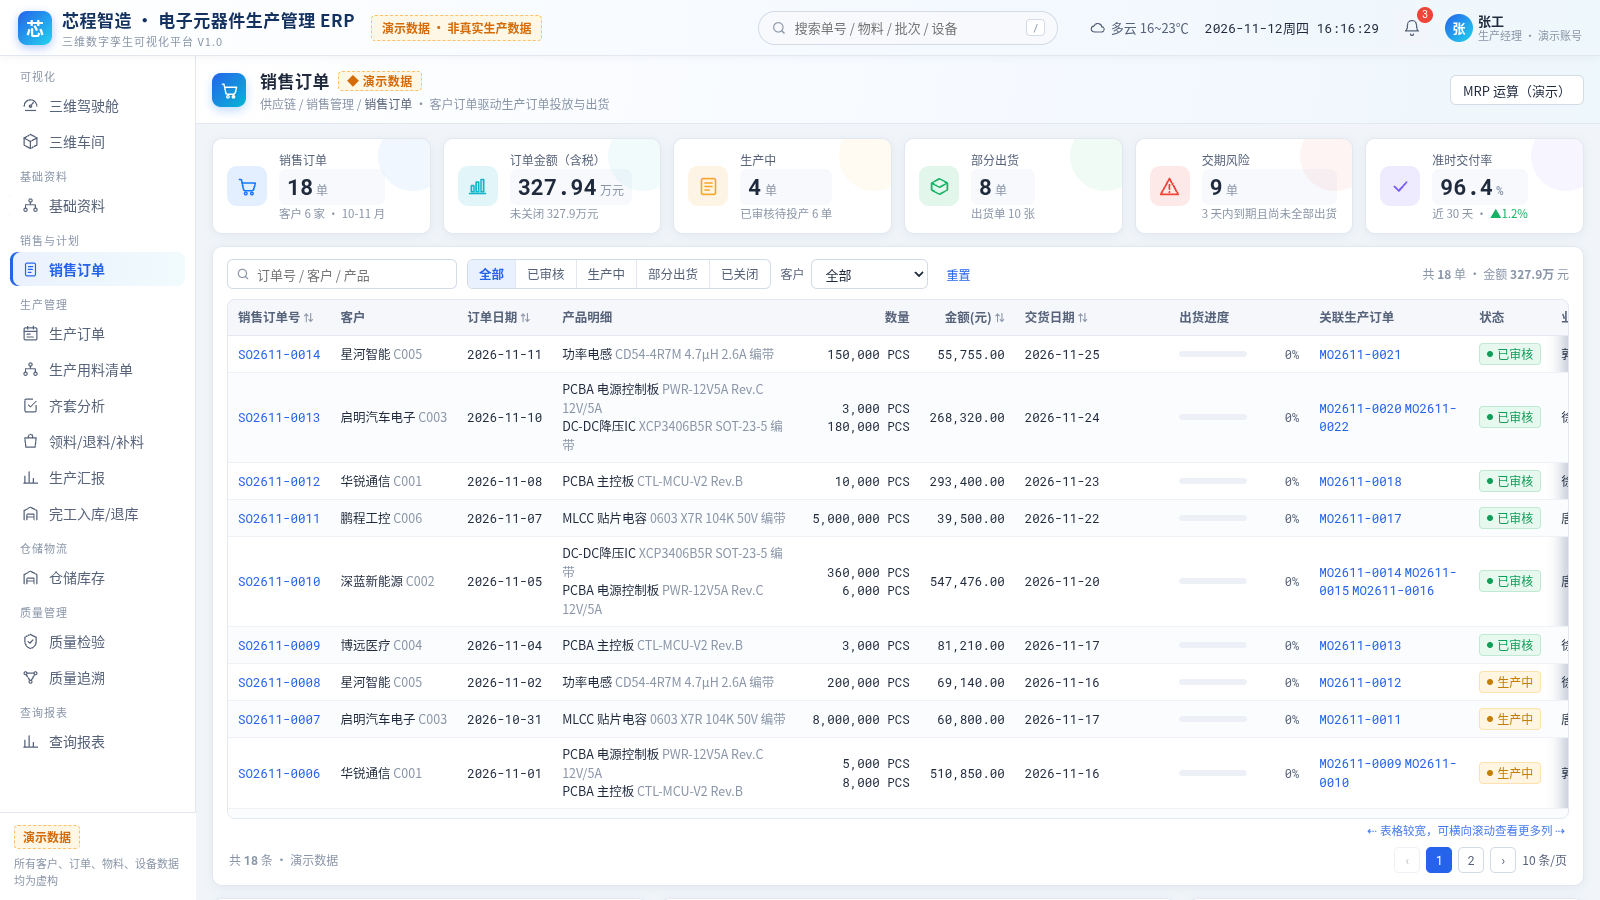 芯
芯程智造 · 电子元器件生产管理 ERP
三维数字孪生可视化平台 V1.0
演示数据 · 非真实生产数据
搜索单号 / 物料 / 批次 / 设备
/
多云 16~23℃
2026-11-12周四 16:16:29
3
张
张工
生产经理 · 演示账号
可视化
三维驾驶舱
三维车间
基础资料
基础资料
销售与计划
销售订单
生产管理
生产订单
生产用料清单
齐套分析
领料/退料/补料
生产汇报
完工入库/退库
仓储物流
仓储库存
质量管理
质量检验
质量追溯
查询报表
查询报表
演示数据
所有客户、订单、物料、设备数据
均为虚构
销售订单
◆ 演示数据
供应链 / 销售管理 / 销售订单 · 客户订单驱动生产订单投放与出货
MRP 运算（演示）
销售订单
18 单
客户 6 家 · 10-11 月
订单金额（含税）
327.94 万元
未关闭 327.9万元
生产中
4 单
已审核待投产 6 单
部分出货
8 单
出货单 10 张
交期风险
9 单
3 天内到期且尚未全部出货
准时交付率
96.4 %
近 30 天 · ▲1.2%
订单号 / 客户 / 产品
全部
已审核
生产中
部分出货
已关闭
客户
全部
重置
共 18 单 · 金额 327.9万 元
销售订单号 ⇅ 客户 订单日期 ⇅ 产品明细 数量 金额(元) ⇅ 交货日期 ⇅ 出货进度 关联生产订单 状态
SO2611-0014 星河智能 C005 2026-11-11 功率电感 CD54-4R7M 4.7μH 2.6A 编带 150,000 PCS 55,755.00 2026-11-25 0% MO2611-0021 已审核
PCBA 电源控制板 PWR-12V5A Rev.C
12V/5A
SO2611-0013 启明汽车电子 C003 2026-11-10 DC-DC降压IC XCP3406B5R SOT-23-5 编
带
3,000 PCS
180,000 PCS
268,320.00 2026-11-24 0% MO2611-0020 MO2611-
0022 已审核
SO2611-0012 华锐通信 C001 2026-11-08 PCBA 主控板 CTL-MCU-V2 Rev.B 10,000 PCS 293,400.00 2026-11-23 0% MO2611-0018 已审核
SO2611-0011 鹏程工控 C006 2026-11-07 MLCC 贴片电容 0603 X7R 104K 50V 编带 5,000,000 PCS 39,500.00 2026-11-22 0% MO2611-0017 已审核
DC-DC降压IC XCP3406B5R SOT-23-5 编
带
SO2611-0010 深蓝新能源 C002 2026-11-05 PCBA 电源控制板 PWR-12V5A Rev.C
12V/5A
360,000 PCS
6,000 PCS
547,476.00 2026-11-20 0% MO2611-0014 MO2611-
0015 MO2611-0016 已审核
SO2611-0009 博远医疗 C004 2026-11-04 PCBA 主控板 CTL-MCU-V2 Rev.B 3,000 PCS 81,210.00 2026-11-17 0% MO2611-0013 已审核
SO2611-0008 星河智能 C005 2026-11-02 功率电感 CD54-4R7M 4.7μH 2.6A 编带 200,000 PCS 69,140.00 2026-11-16 0% MO2611-0012 生产中
SO2611-0007 启明汽车电子 C003 2026-10-31 MLCC 贴片电容 0603 X7R 104K 50V 编带 8,000,000 PCS 60,800.00 2026-11-17 0% MO2611-0011 生产中
PCBA 电源控制板 PWR-12V5A Rev.C
12V/5A
SO2611-0006 华锐通信 C001 2026-11-01 PCBA 主控板 CTL-MCU-V2 Rev.B
5,000 PCS
8,000 PCS
510,850.00 2026-11-16 0% MO2611-0009 MO2611-
0010 生产中
⇠ 表格较宽，可横向滚动查看更多列 ⇢
共 18 条 · 演示数据
‹ 1 2 › 10 条/页